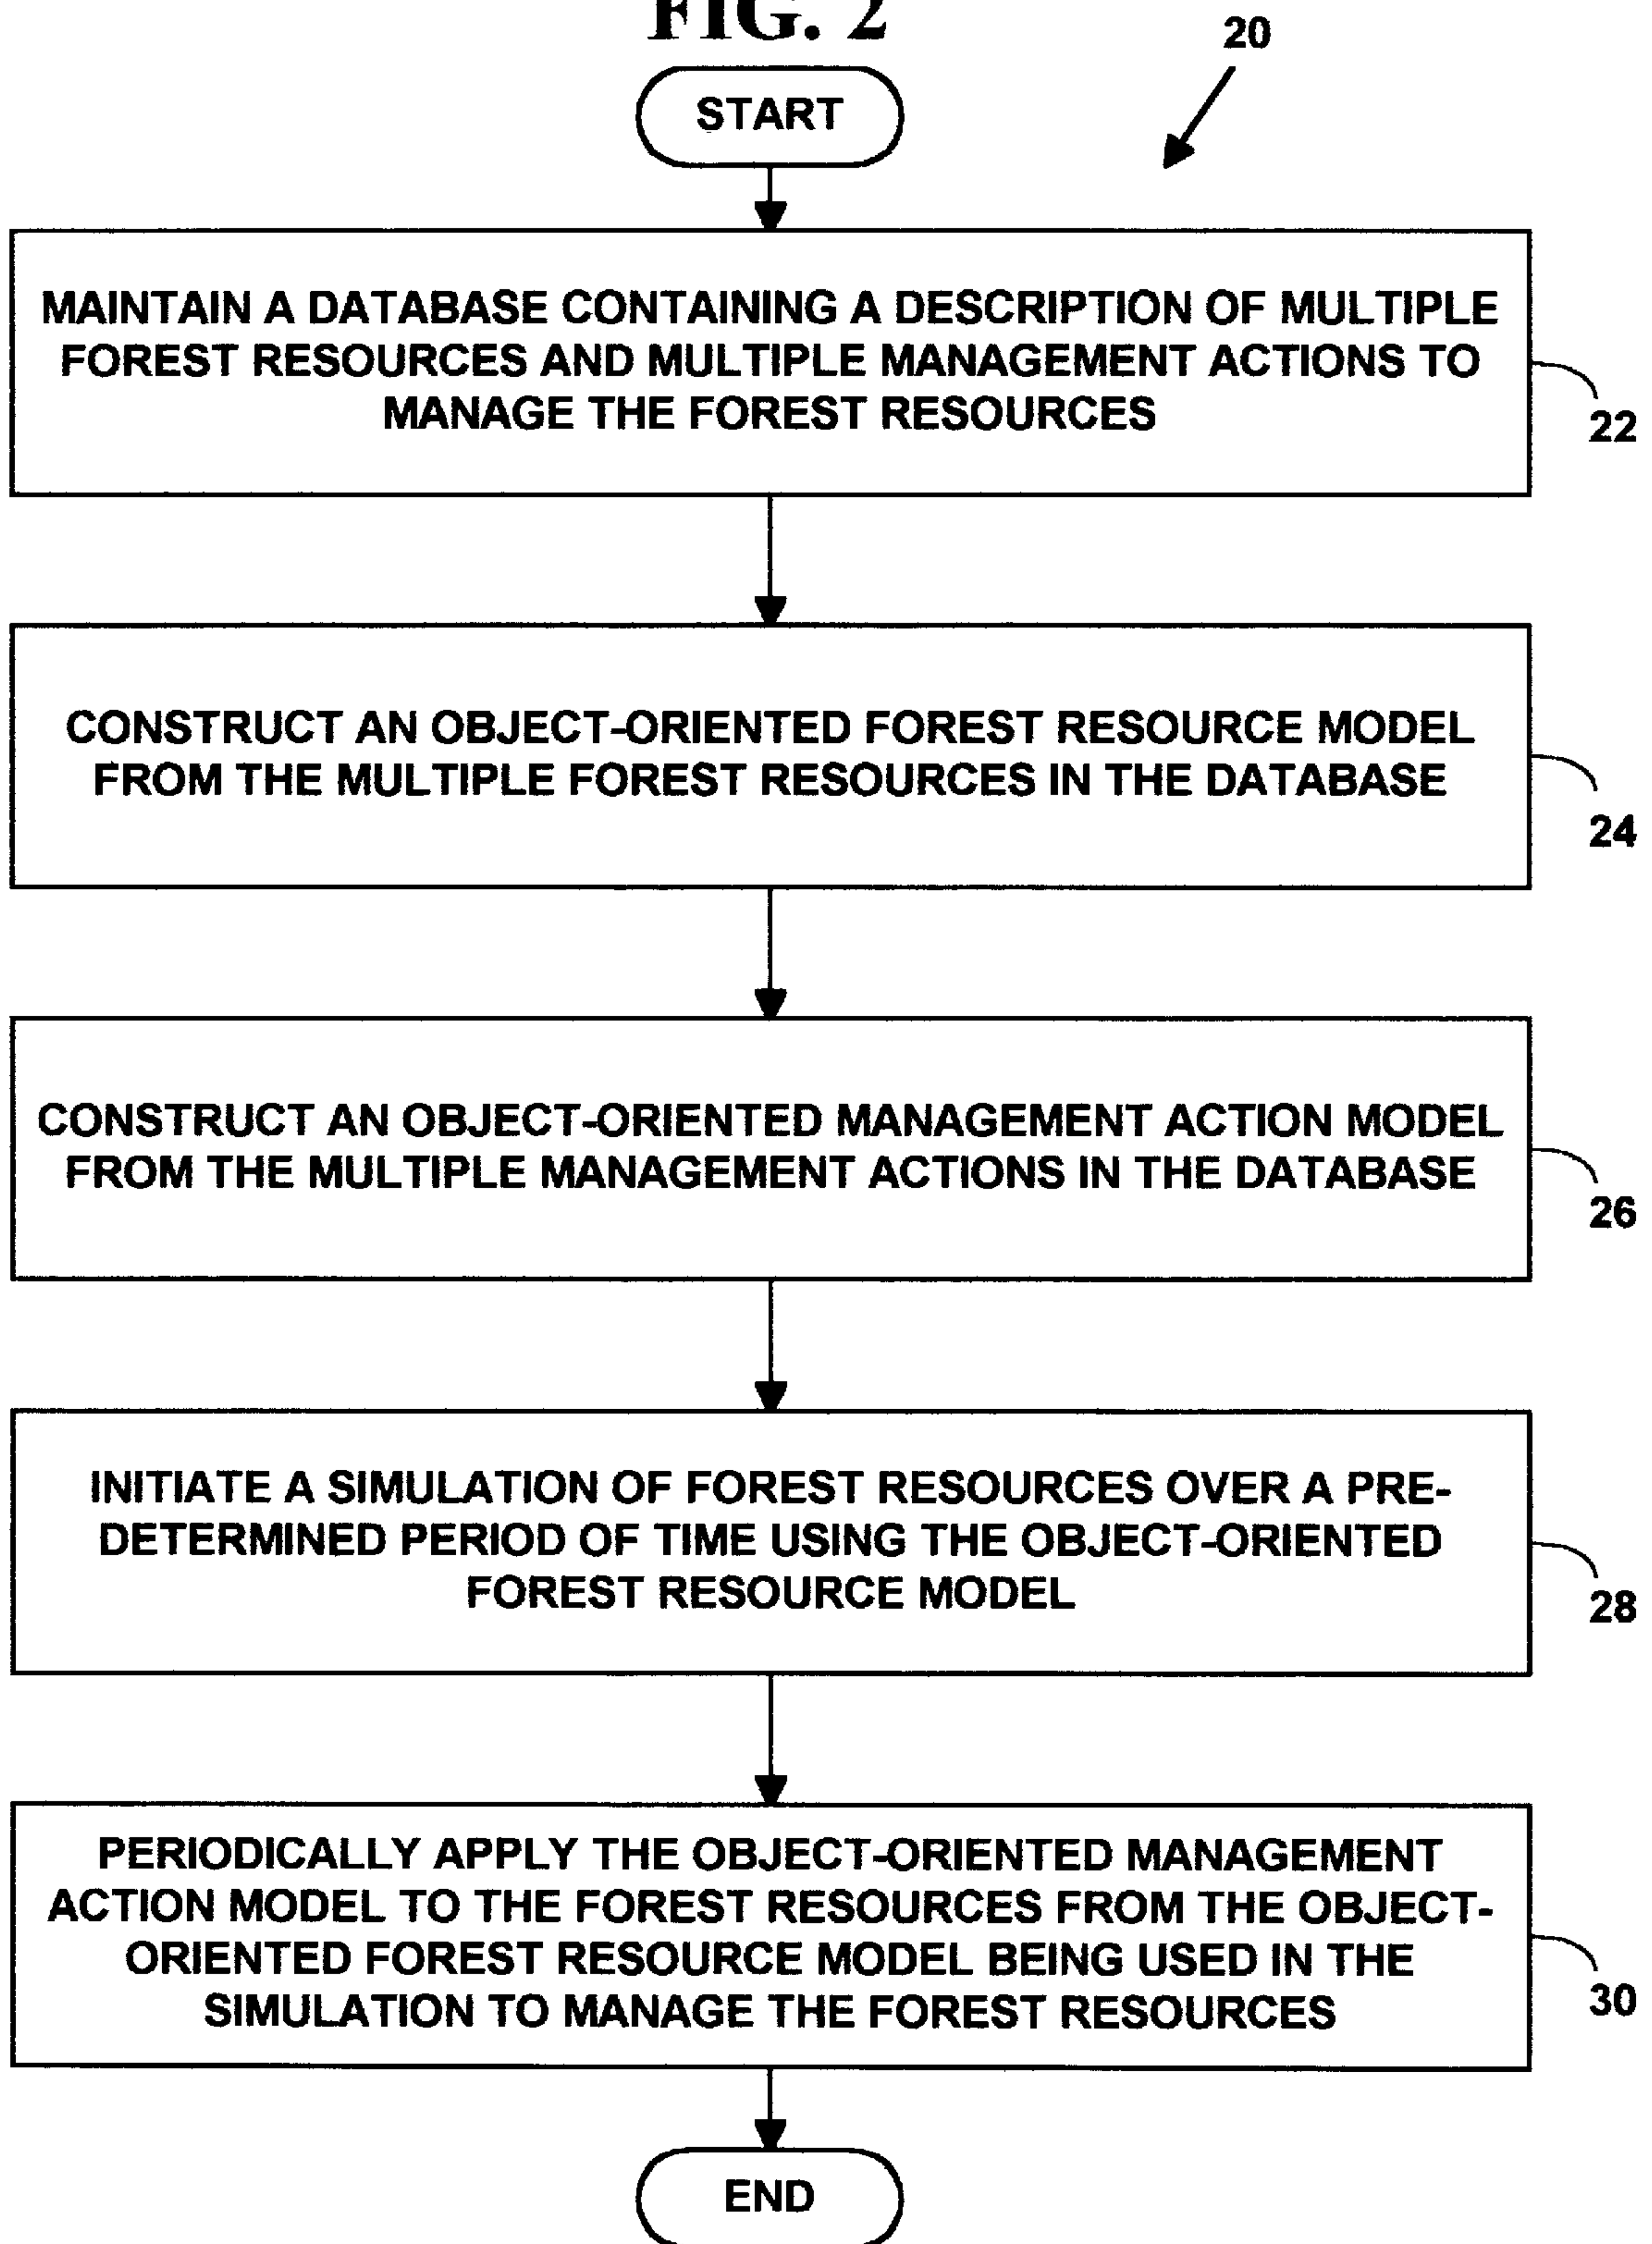 FIG. 2
20
START
MAINTAIN A DATABASE CONTAINING A DESCRIPTION OF MULTIPLE
FOREST RESOURCES AND MULTIPLE MANAGEMENT ACTIONS TO
MANAGE THE FOREST RESOURCES
22
CONSTRUCT AN OBJECT-ORIENTED FOREST RESOURCE MODEL
FROM THE MULTIPLE FOREST RESOURCES IN THE DATABASE
24
CONSTRUCT AN OBJECT-ORIENTED MANAGEMENT ACTION MODEL
FROM THE MULTIPLE MANAGEMENT ACTIONS IN THE DATABASE
26
INITIATE A SIMULATION OF FOREST RESOURCES OVER A PRE-
DETERMINED PERIOD OF TIME USING THE OBJECT-ORIENTED
FOREST RESOURCE MODEL
28
PERIODICALLY APPLY THE OBJECT-ORIENTED MANAGEMENT
ACTION MODEL TO THE FOREST RESOURCES FROM THE OBJECT-
ORIENTED FOREST RESOURCE MODEL BEING USED IN THE
SIMULATION TO MANAGE THE FOREST RESOURCES
30
END